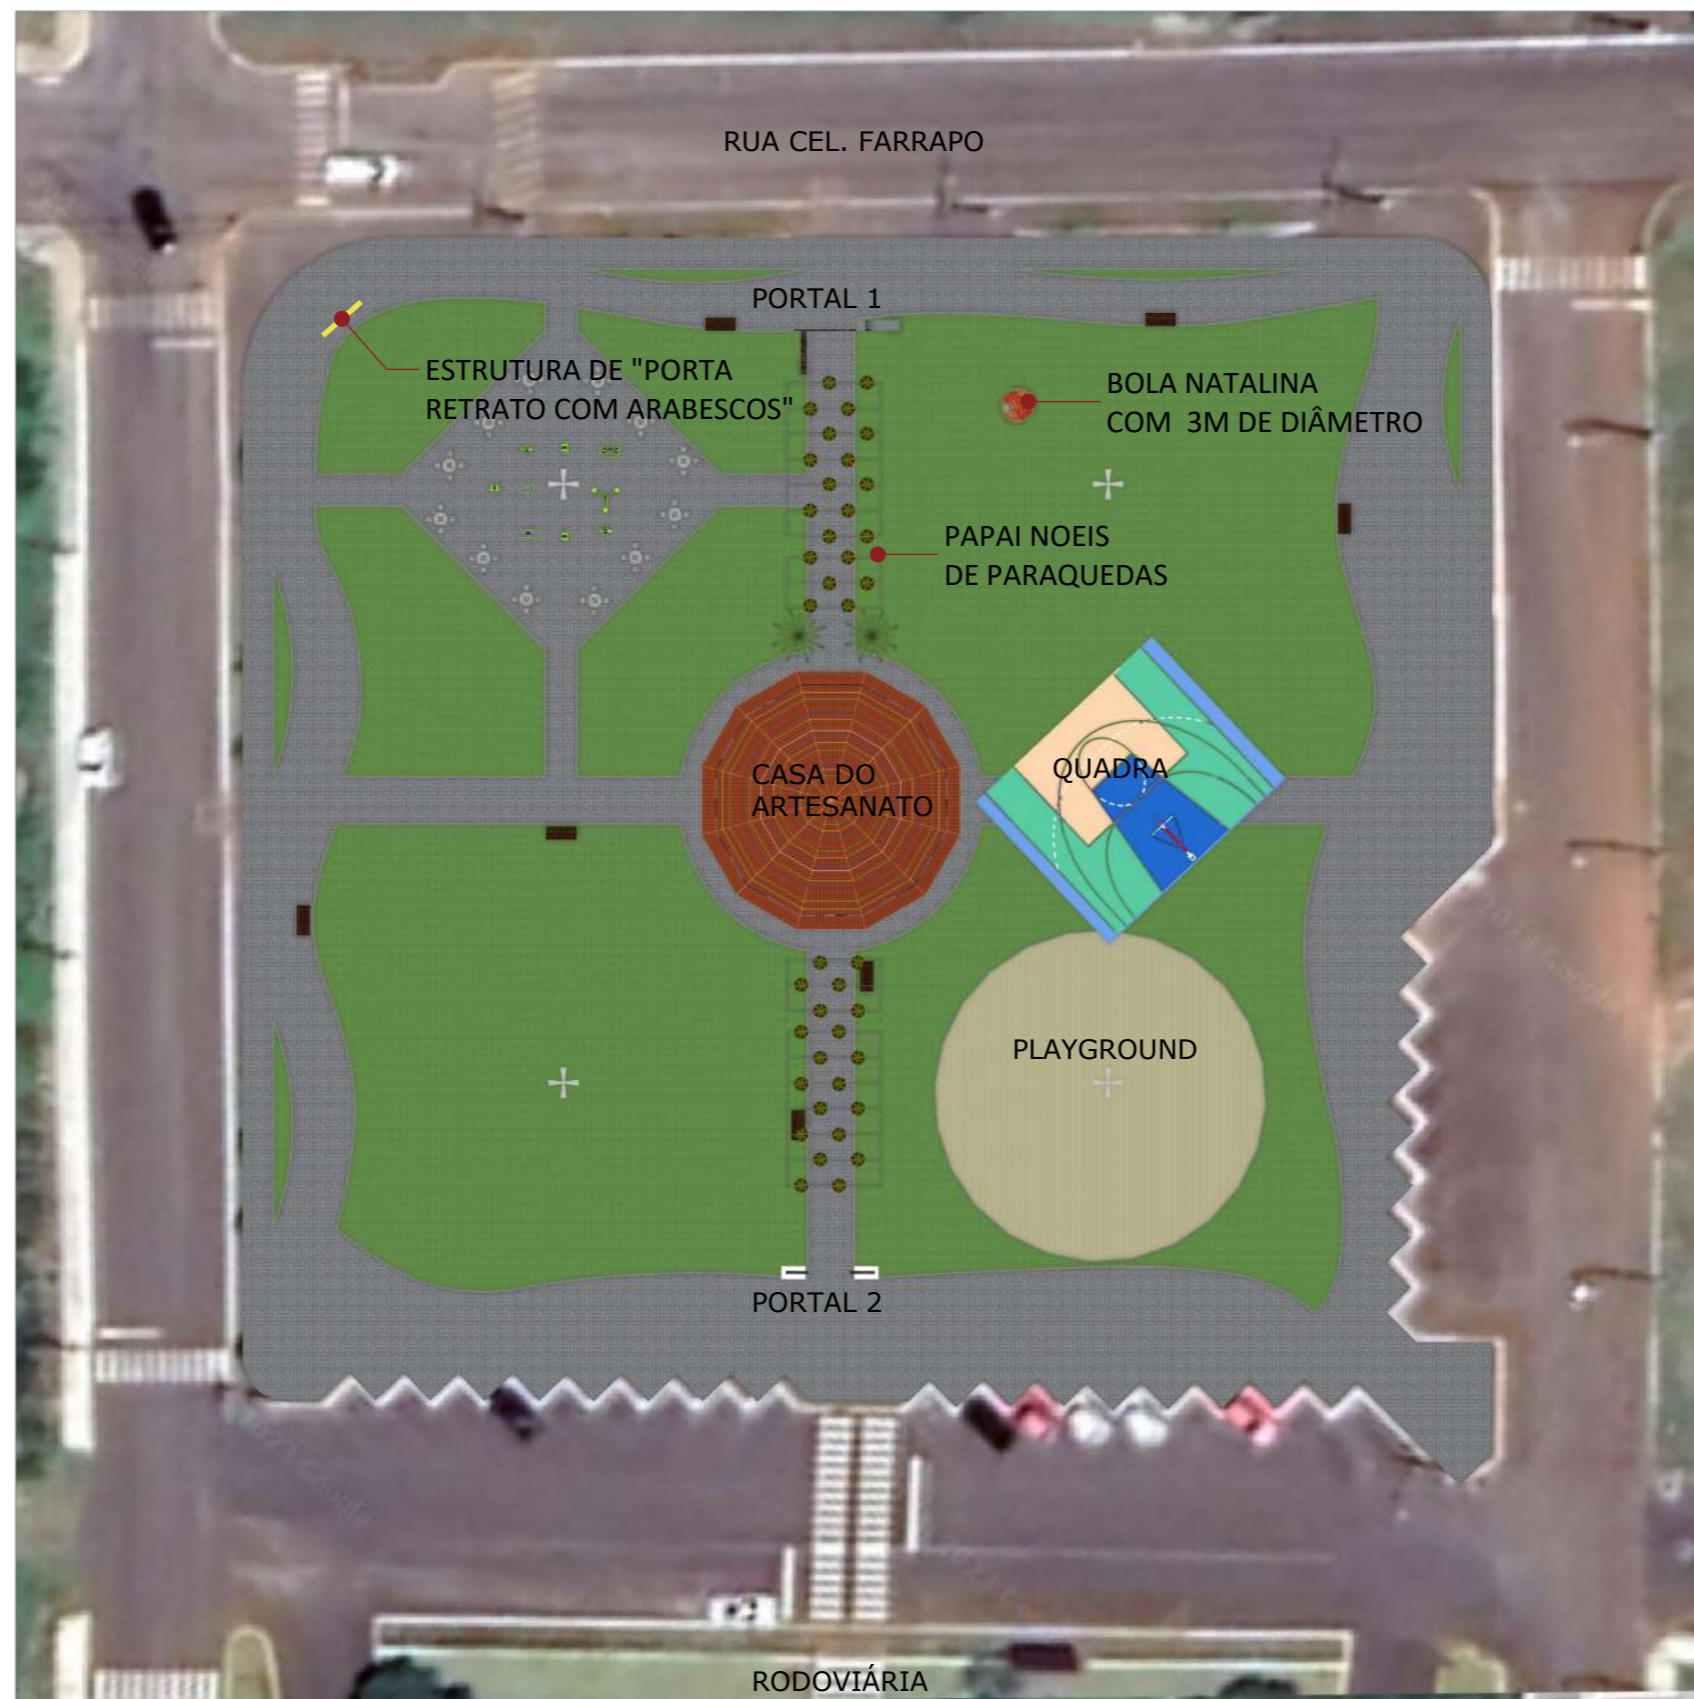 RUA CEL. FARRAPO
PORTAL 1
ESTRUTURA DE "PORTA
RETRATO COM ARABESCOS"
BOLA NATALINA
COM 3M DE DIÂMETRO
PAPAI NOEIS
DE PARAQUEDAS
QUADRA
CASA DO
ARTESANATO
PLAYGROUND
PORTAL 2
RODOVIÁRIA